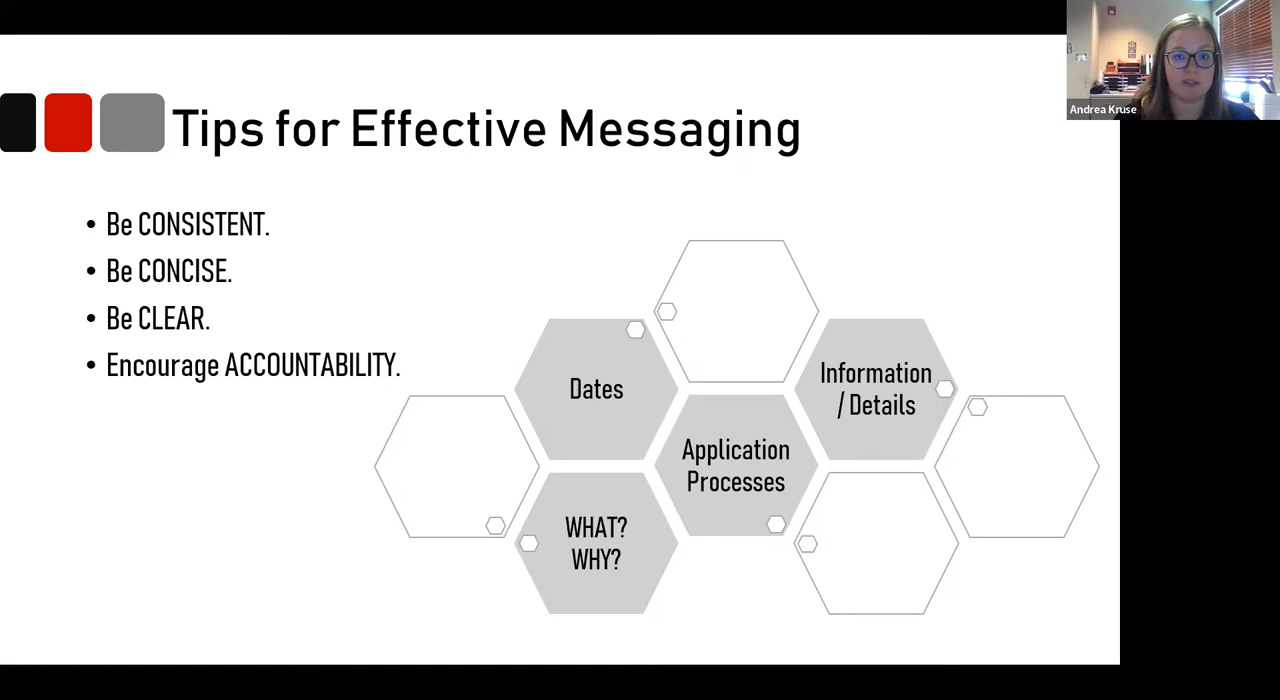 Andrea Kruse
Tips for Effective Messaging
• Be CONSISTENT.
• Be CONCISE.
• Be CLEAR.
• Encourage ACCOUNTABILITY.
Dates
Information
/ Details
Application
Processes
WHAT?
WHY?